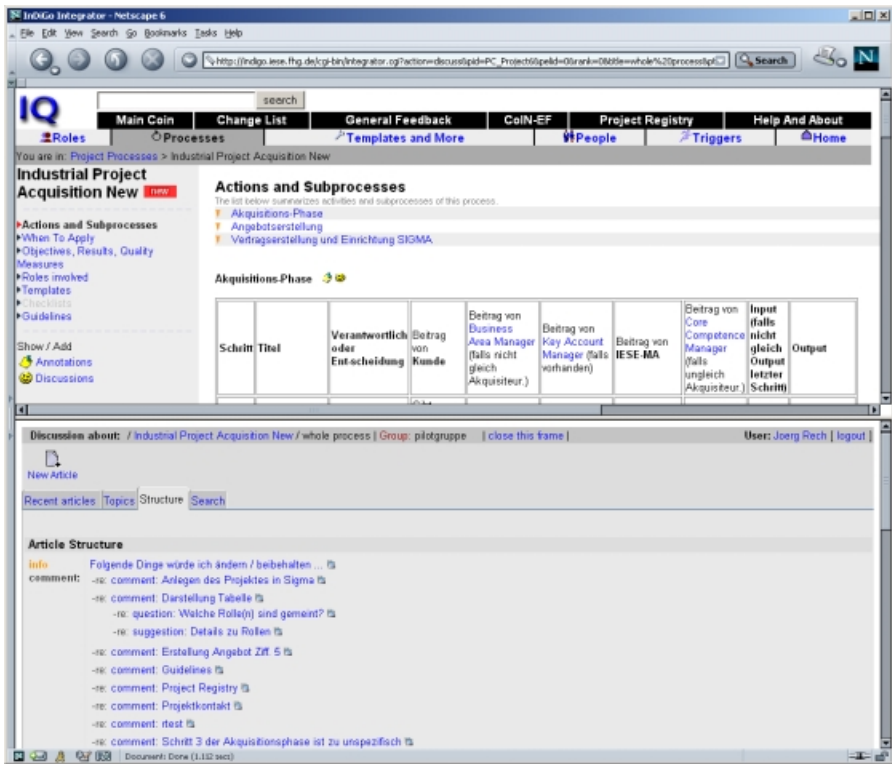 InDiGo Integrator - Netscape 6
File Edit View Search Go Bookmarks Tasks Help
Search
N
IQ
search
Main Coin Change List General Feedback CoIN-EF Project Registry Help And About
Roles Processes Templates and More People Triggers Home
You are in: Project Processes > Industrial Project Acquisition New
Industrial Project
Acquisition New new
Actions and Subprocesses
When To Apply
Objectives, Results, Quality
Measures
Roles involved
Templates
Checklists
Guidelines
Show / Add
Annotations
Discussions
Actions and Subprocesses
The list below summarizes activities and subprocesses of this process.
Akquisitions-Phase
Angebotserstellung
Vertragserstellung und Einrichtung SIGMA
Akquisitions-Phase
Schritt
Titel
Verantwortlich
oder
Ent-scheidung
Beitrag
von
Kunde
Beitrag von
Business
Area Manager
(falls nicht
gleich
Akquisiteur.)
Beitrag von
Key Account
Manager (falls
vorhanden)
Beitrag von
IESE-MA
Beitrag von
Core
Competence
Manager
(falls
ungleich
Akquisiteur.)
Input
(falls
nicht
gleich
Output
letzter
Schritt)
Output
Discussion about: / Industrial Project Acquisition New / whole process | Group: pilotgruppe | close this frame | User: Joerg Rech | logout |
New Article
Recent articles Topics Structure Search
Article Structure
info Folgende Dinge würde ich ändern / beibehalten ...
comment: -re: comment: Anlegen des Projektes in Sigma
-re: comment: Darstellung Tabelle
-re: question: Welche Rolle(n) sind gemeint?
-re: suggestion: Details zu Rollen
-re: comment: Erstellung Angebot Ziff. 5
-re: comment: Guidelines
-re: comment: Project Registry
-re: comment: Projektkontakt
-re: comment: rtest
-re: comment: Schritt 3 der Akquisitionsphase ist zu unspezifisch
Document: Done (1.112 secs)